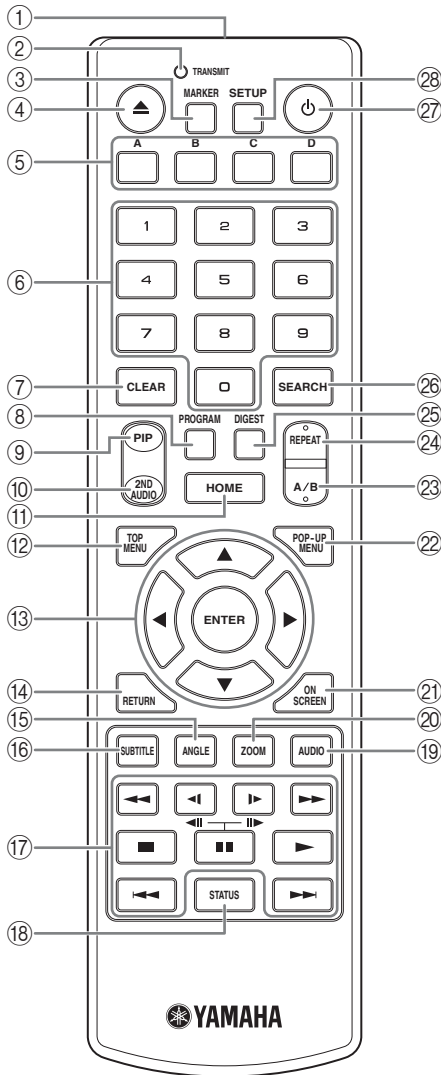 ①
② TRANSMIT
③ MARKER SETUP ㉘
④ ㉗
⑤ A B C D
1 2 3
⑥ 4 5 6
7 8 9
⑦ CLEAR 0 SEARCH ㉖
⑧ PROGRAM DIGEST ㉕
⑨ PIP REPEAT ㉔
⑩ 2ND AUDIO A/B ㉓
⑪ HOME
⑫ TOP MENU POP-UP MENU ㉒
⑬ ENTER
⑭ RETURN ON SCREEN ㉑
⑮ ⑳
⑯ SUBTITLE ANGLE ZOOM AUDIO ⑲
⑰
⑱ STATUS
YAMAHA